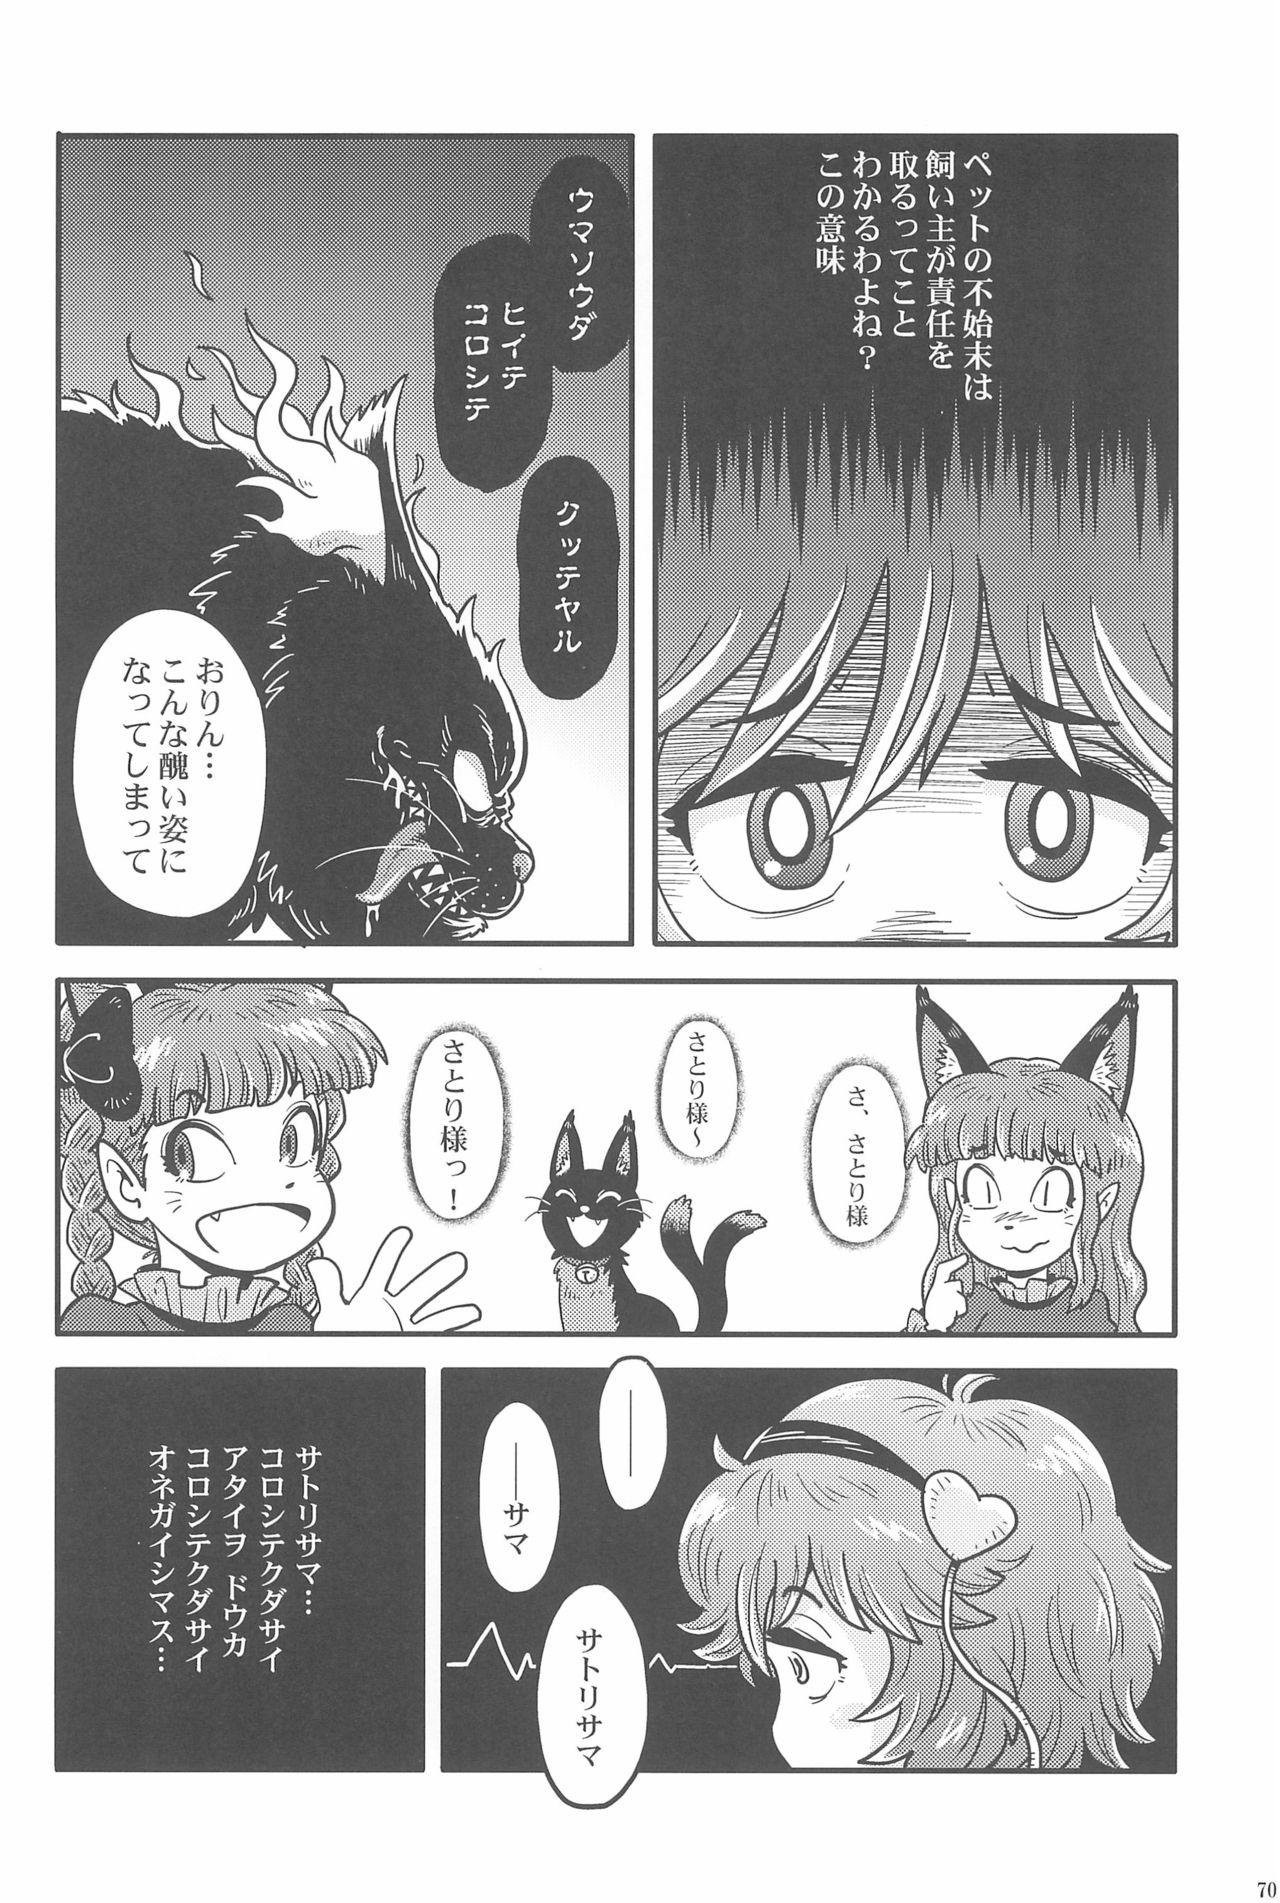 ペットの不始末は
飼い主が責任を
取るってこと
わかるわよね?
この意味
ウマソウダ
ヒイテ
コロシテ
クッテヤル
おりん…
こんな醜い姿に
なってしまって
さ、さとり様
さとり様~
さとり様っ!
――
――サマ
サトリサマ
サトリサマ…
コロシテクダサイ
アタイヲ ドウカ
コロシテクダサイ
オネガイシマス…
70